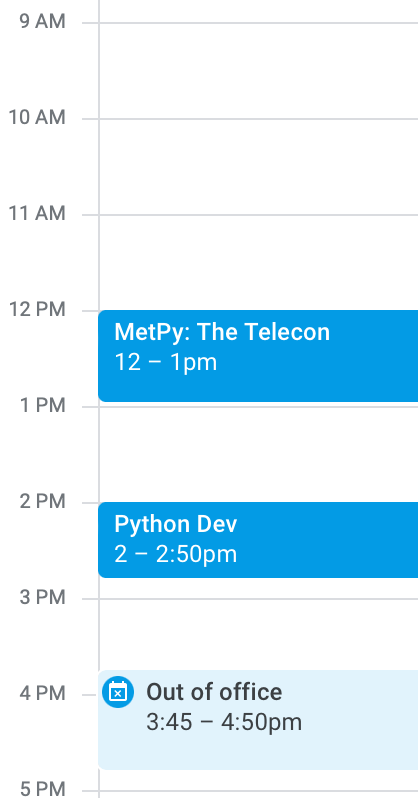 9 AM
10 AM
11 AM
12 PM
MetPy: The Telecon
12 – 1pm
1 PM
2 PM
Python Dev
2 – 2:50pm
3 PM
4 PM
Out of office
3:45 – 4:50pm
5 PM